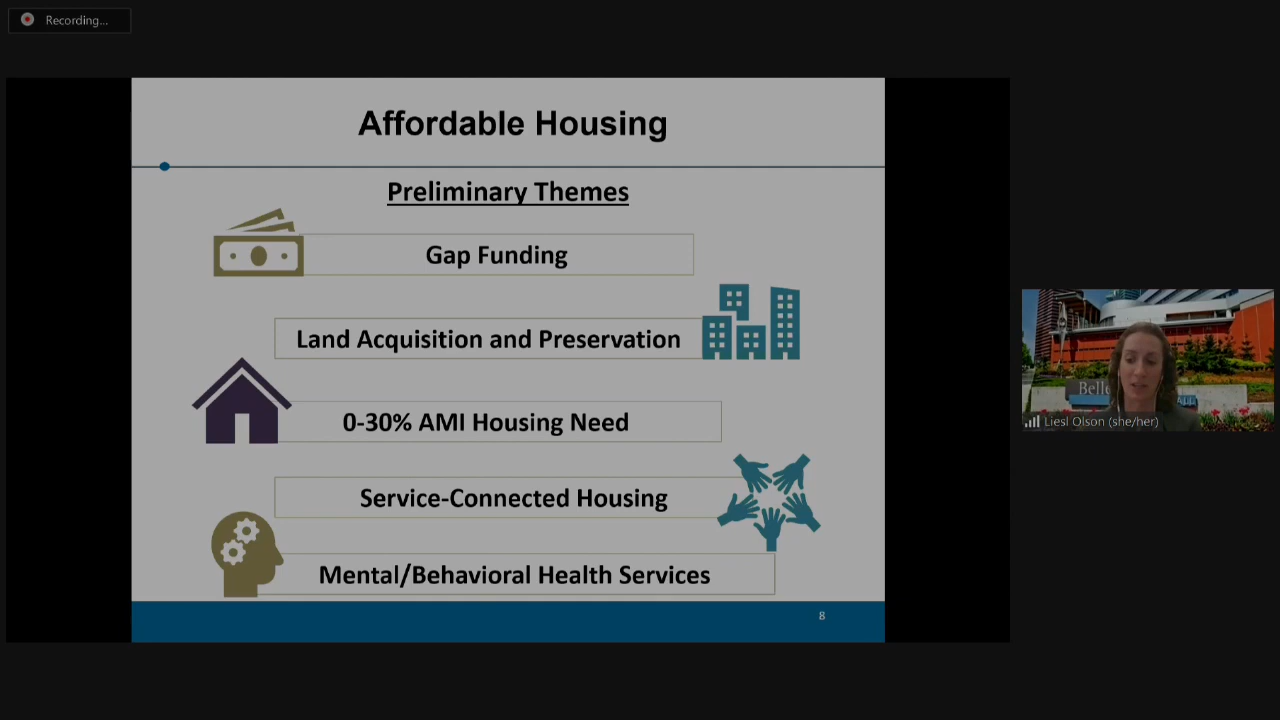 Recording...
Affordable Housing
Preliminary Themes
Gap Funding
Land Acquisition and Preservation
0-30% AMI Housing Need
Service-Connected Housing
Mental/Behavioral Health Services
8
Liesl Olson (she/her)